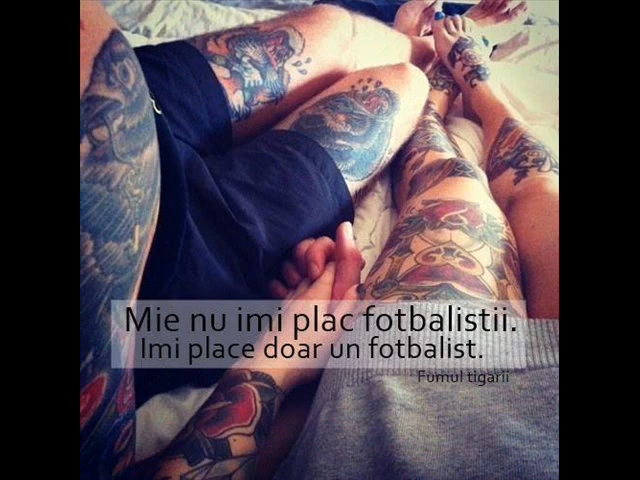 Mie nu imi plac fotbalistii.
Imi place doar un fotbalist.
Fumul tigarii